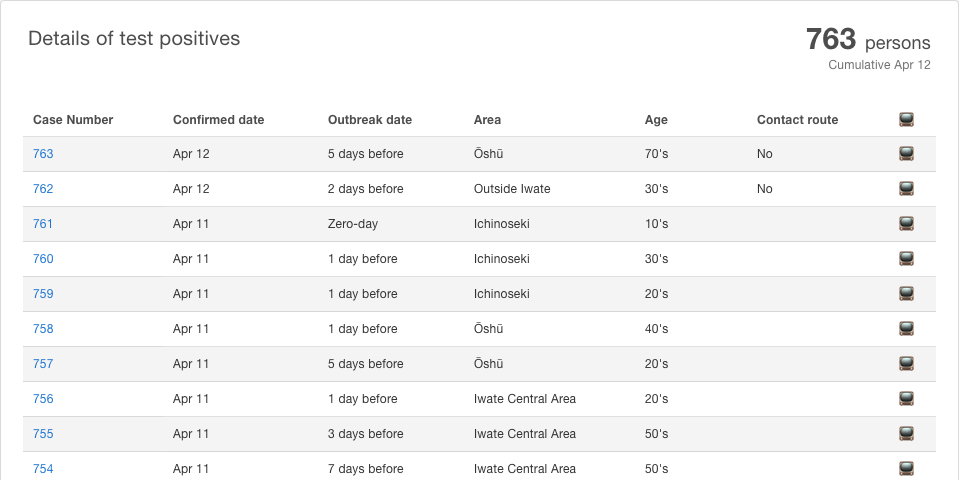 Details of test positives
763 persons
Cumulative Apr 12
Case Number Confirmed date Outbreak date Area Age Contact route
763 Apr 12 5 days before Ōshū 70's No
762 Apr 12 2 days before Outside Iwate 30's No
761 Apr 11 Zero-day Ichinoseki 10's
760 Apr 11 1 day before Ichinoseki 30's
759 Apr 11 1 day before Ichinoseki 20's
758 Apr 11 1 day before Ōshū 40's
757 Apr 11 5 days before Ōshū 20's
756 Apr 11 1 day before Iwate Central Area 20's
755 Apr 11 3 days before Iwate Central Area 50's
754 Apr 11 7 days before Iwate Central Area 50's